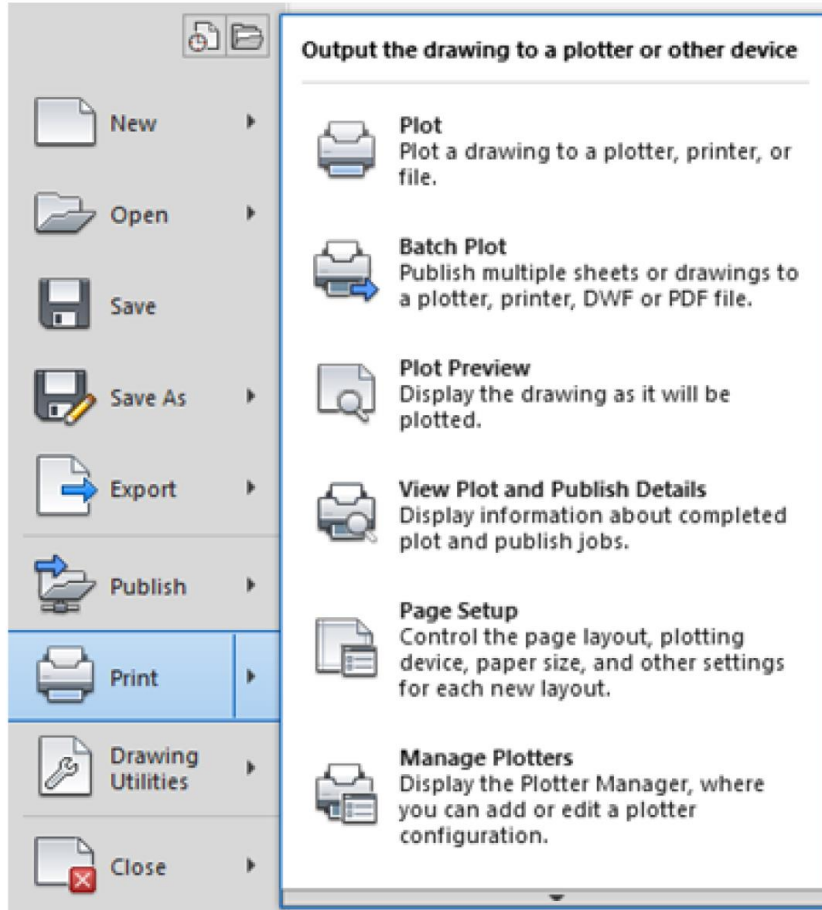 New
Open
Save
Save As
Export
Publish
Print
Drawing
Utilities
Close
Output the drawing to a plotter or other device
Plot
Plot a drawing to a plotter, printer, or
file.
Batch Plot
Publish multiple sheets or drawings to
a plotter, printer, DWF or PDF file.
Plot Preview
Display the drawing as it will be
plotted.
View Plot and Publish Details
Display information about completed
plot and publish jobs.
Page Setup
Control the page layout, plotting
device, paper size, and other settings
for each new layout.
Manage Plotters
Display the Plotter Manager, where
you can add or edit a plotter
configuration.